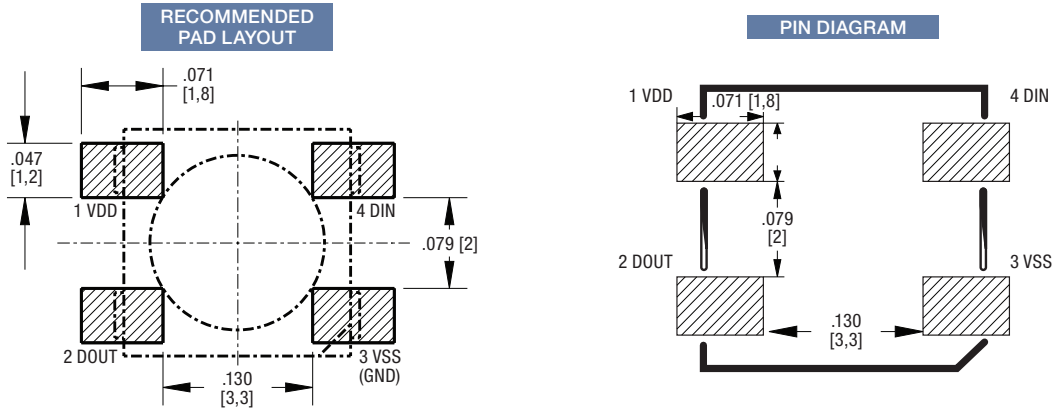 RECOMMENDED
PAD LAYOUT
.071
[1,8]
.047
[1,2]
1 VDD
4 DIN
.079 [2]
2 DOUT
3 VSS
(GND)
.130
[3,3]
PIN DIAGRAM
1 VDD
.071 [1,8]
4 DIN
.079
[2]
2 DOUT
3 VSS
.130
[3,3]